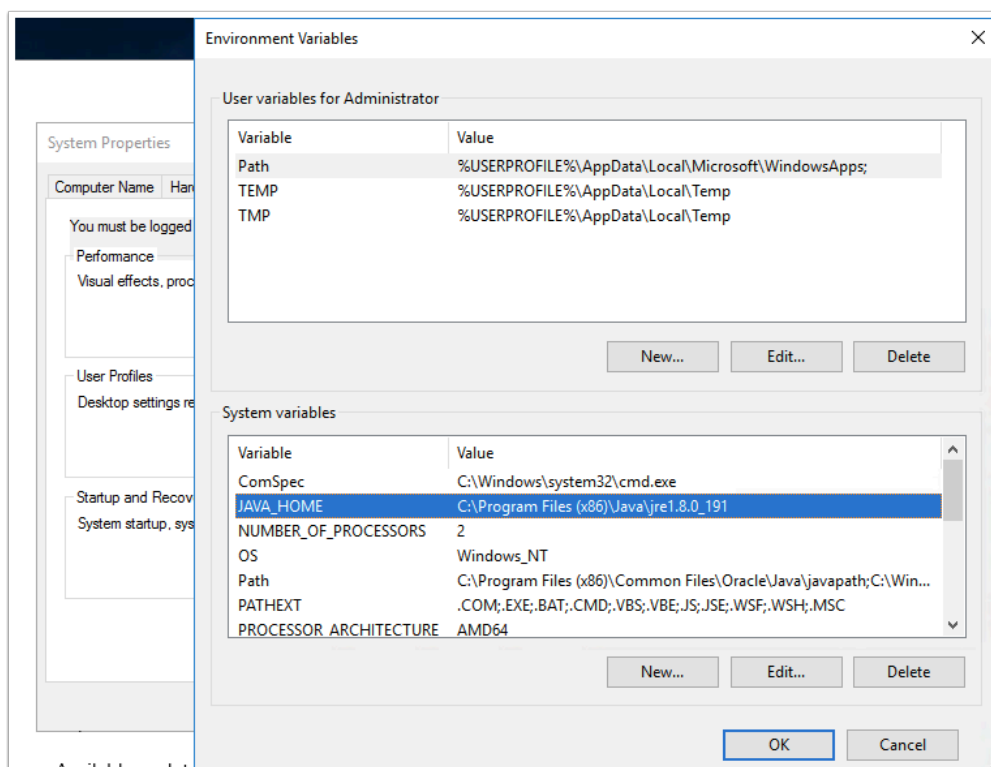 Environment Variables
System Properties
Computer Name
You must be logged
Performance
Visual effects,
User Profiles
Desktop settings
Startup and
System startup,
User variables for Administrator
Variable Value
Path %USERPROFILE%\AppData\Local\Microsoft\WindowsApps;
TEMP %USERPROFILE%\AppData\Local\Temp
TMP %USERPROFILE%\AppData\Local\Temp
New... Edit... Delete
System variables
Variable Value
ComSpec C:\Windows\system32\cmd.exe
JAVA_HOME C:\Program Files (x86)\Java\jre1.8.0_191
NUMBER_OF_PROCESSORS 2
OS Windows_NT
Path C:\Program Files (x86)\Common Files\Oracle\Java\javapath;C:\Win...
PATHEXT .COM;.EXE;.BAT;.CMD;.VBS;.VBE;.JS;.JSE;.WSF;.WSH;.MSC
PROCESSOR_ARCHITECTURE AMD64
New... Edit... Delete
OK Cancel